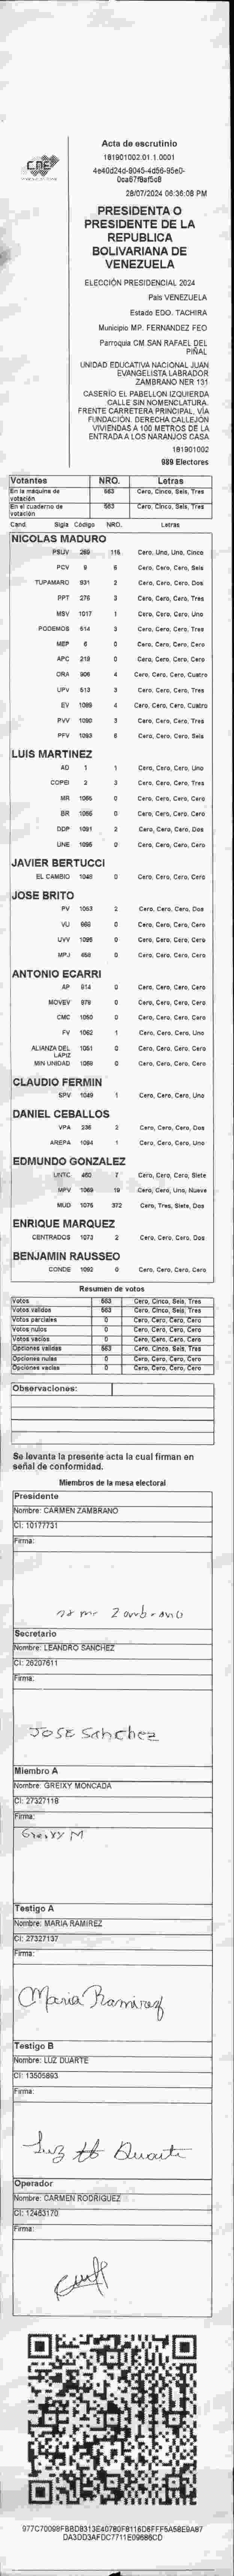 CNE
Acta de escrutinio
181901002.01.1.0001
28/07/2024 06:36:08 PM
PRESIDENTA O
PRESIDENTE DE LA
REPUBLICA
BOLIVARIANA DE
VENEZUELA
ELECCIÓN PRESIDENCIAL 2024
País VENEZUELA
Estado EDO. TACHIRA
Municipio MP. FERNANDEZ FEO
Parroquia CM SAN RAFAEL DEL
PIÑAL
UNIDAD EDUCATIVA NACIONAL JUAN
EVANGELISTA LABRADOR
ZAMBRANO NER 131
CASERÍO EL PABELLON IZQUIERDA
CALLE SIN NOMENCLATURA.
FRENTE CARRETERA PRINCIPAL, VÍA
FUNDACIÓN. DERECHA CALLEJÓN
VIVIENDAS A 100 METROS DE LA
ENTRADA A LOS NARANJOS CASA
181901002
989 Electores
Votantes NRO. Letras
En la máquina de votación 563 Cero, Cinco, Seis, Tres
En el cuaderno de votación 563 Cero, Cinco, Seis, Tres
Cand. Sigla Código NRO. Letras
NICOLAS MADURO
PSUV 269 115 Cero, Uno, Uno, Cinco
PCV 9 6 Cero, Cero, Cero, Seis
TUPAMARO 931 2 Cero, Cero, Cero, Dos
PPT 276 3 Cero, Cero, Cero, Tres
MSV 1017 1 Cero, Cero, Cero, Uno
PODEMOS 514 3 Cero, Cero, Cero, Tres
MEP 6 0 Cero, Cero, Cero, Cero
APC 219 0 Cero, Cero, Cero, Cero
ORA 906 4 Cero, Cero, Cero, Cuatro
UPV 513 3 Cero, Cero, Cero, Tres
EV 1089 4 Cero, Cero, Cero, Cuatro
PVV 1090 3 Cero, Cero, Cero, Tres
PFV 1093 6 Cero, Cero, Cero, Seis
LUIS MARTINEZ
AD 1 1 Cero, Cero, Cero, Uno
COPEI 2 3 Cero, Cero, Cero, Tres
MR 1065 0 Cero, Cero, Cero, Cero
BR 0 Cero, Cero, Cero, Cero
DDP 1091 2 Cero, Cero, Cero, Dos
UNE 1095 0 Cero, Cero, Cero, Cero
JAVIER BERTUCCI
EL CAMBIO 1048 0 Cero, Cero, Cero, Cero
JOSE BRITO
PV 1053 2 Cero, Cero, Cero, Dos
VU 0 Cero, Cero, Cero, Cero
UVV 1096 0 Cero, Cero, Cero, Cero
MPJ 458 0 Cero, Cero, Cero, Cero
ANTONIO ECARRI
AP 914 0 Cero, Cero, Cero, Cero
MOVEV 979 0 Cero, Cero, Cero, Cero
CMC 1050 0 Cero, Cero, Cero, Cero
FV 1062 1 Cero, Cero, Cero, Uno
ALIANZA DEL LAPIZ 1051 0 Cero, Cero, Cero, Cero
MIN UNIDAD 0 Cero, Cero, Cero, Cero
CLAUDIO FERMIN
SPV 1049 1 Cero, Cero, Cero, Uno
DANIEL CEBALLOS
VPA 236 2 Cero, Cero, Cero, Dos
AREPA 1094 1 Cero, Cero, Cero, Uno
EDMUNDO GONZALEZ
UNTC 460 7 Cero, Cero, Cero, Siete
MPV 1069 19 Cero, Cero, Uno, Nueve
MUD 1075 372 Cero, Tres, Siete, Dos
ENRIQUE MARQUEZ
CENTRADOS 1073 2 Cero, Cero, Cero, Dos
BENJAMIN RAUSSEO
CONDE 1092 0 Cero, Cero, Cero, Cero
Resumen de votos
Votos 563 Cero, Cinco, Seis, Tres
Votos validos 563 Cero, Cinco, Seis, Tres
Votos parciales 0 Cero, Cero, Cero, Cero
Votos nulos 0 Cero, Cero, Cero, Cero
Votos vacíos 0 Cero, Cero, Cero, Cero
Opciones validas 563 Cero, Cinco, Seis, Tres
Opciones nulas 0 Cero, Cero, Cero, Cero
Opciones vacías 0 Cero, Cero, Cero, Cero
Observaciones:
Se levanta la presente acta la cual firman en
señal de conformidad.
Miembros de la mesa electoral
Presidente
Nombre: CARMEN ZAMBRANO
CI: 10177731
Firma:
Zambrano
Secretario
Nombre: LEANDRO SANCHEZ
CI: 26207611
Firma:
JOSE Sanchez
Miembro A
Nombre: GREIXY MONCADA
CI: 27327118
Firma:
Greixy M
Testigo A
Nombre: MARIA RAMIREZ
CI: 27327137
Firma:
Maria Ramirez
Testigo B
Nombre: LUZ DUARTE
CI: 13505893
Firma:
Luz Duarte
Operador
Nombre: CARMEN RODRIGUEZ
CI: 12463170
Firma: